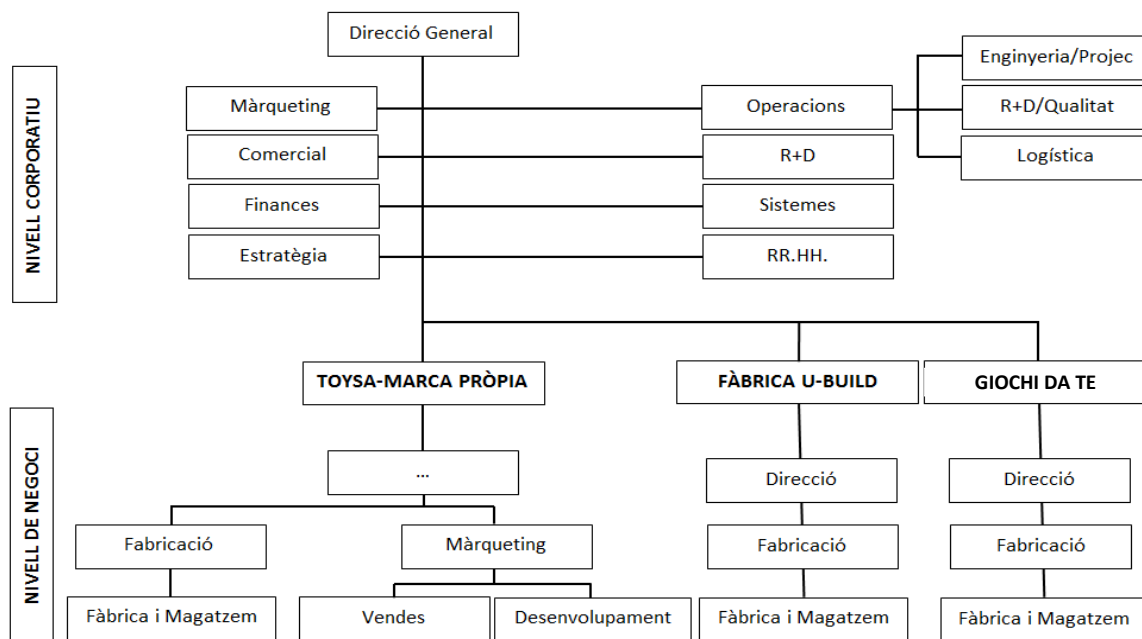 Direcció General
NIVELL CORPORATIU
Màrqueting
Operacions
Enginyeria/Projec
R+D/Qualitat
Logística
Comercial
R+D
Finances
Sistemes
Estratègia
RR.HH.
TOYSA-MARCA PRÒPIA
FÀBRICA U-BUILD
GIOCHI DA TE
NIVELL DE NEGOCI
...
Direcció
Direcció
Fabricació
Màrqueting
Fabricació
Fabricació
Fàbrica i Magatzem
Vendes
Desenvolupament
Fàbrica i Magatzem
Fàbrica i Magatzem